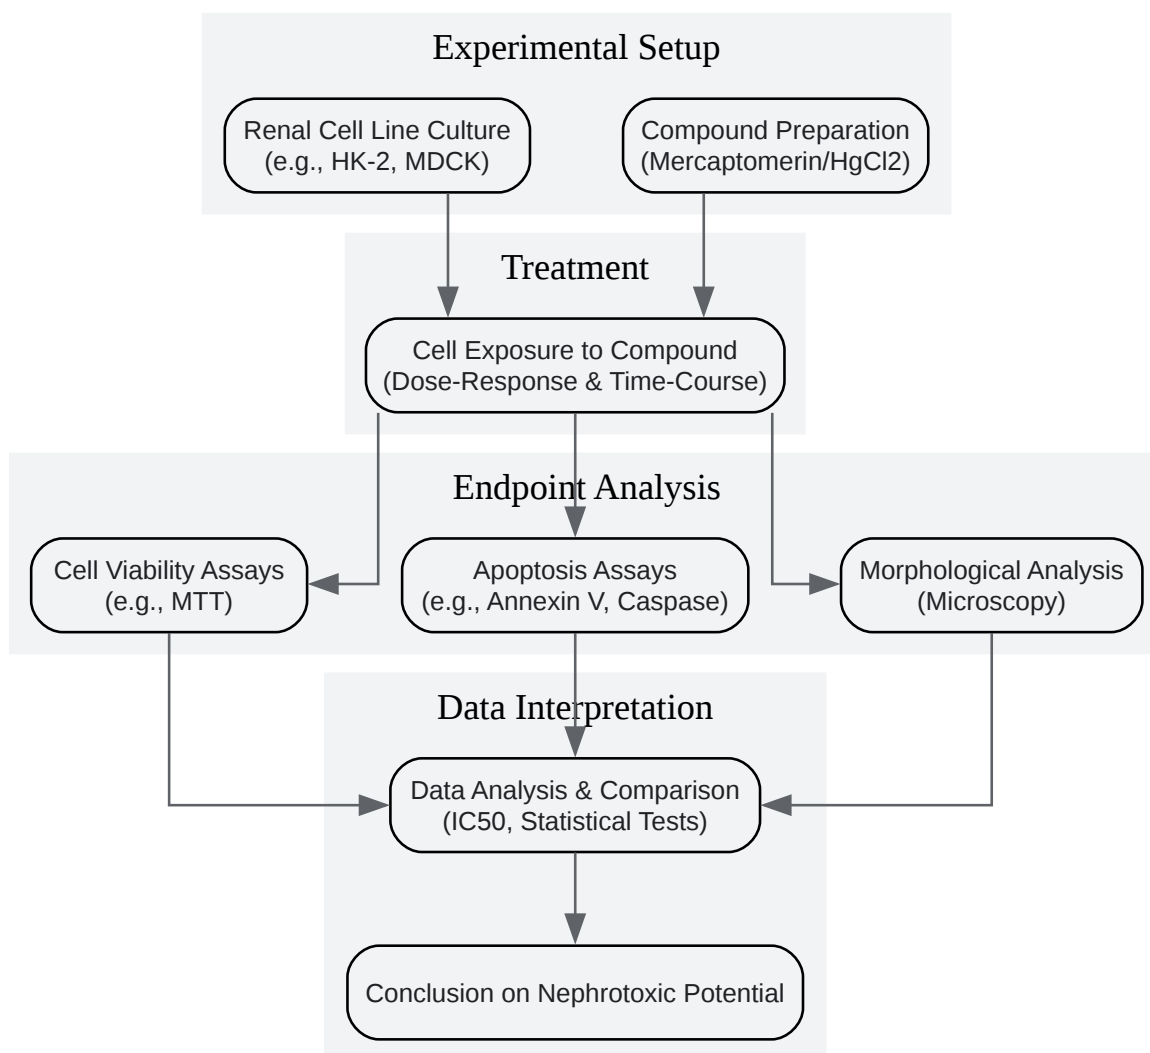 Experimental Setup
Renal Cell Line Culture
(e.g., HK-2, MDCK)
Compound Preparation
(Mercaptomerin/HgCl2)
Treatment
Cell Exposure to Compound
(Dose-Response & Time-Course)
Endpoint Analysis
Cell Viability Assays
(e.g., MTT)
Apoptosis Assays
(e.g., Annexin V, Caspase)
Morphological Analysis
(Microscopy)
Data Interpretation
Data Analysis & Comparison
(IC50, Statistical Tests)
Conclusion on Nephrotoxic Potential